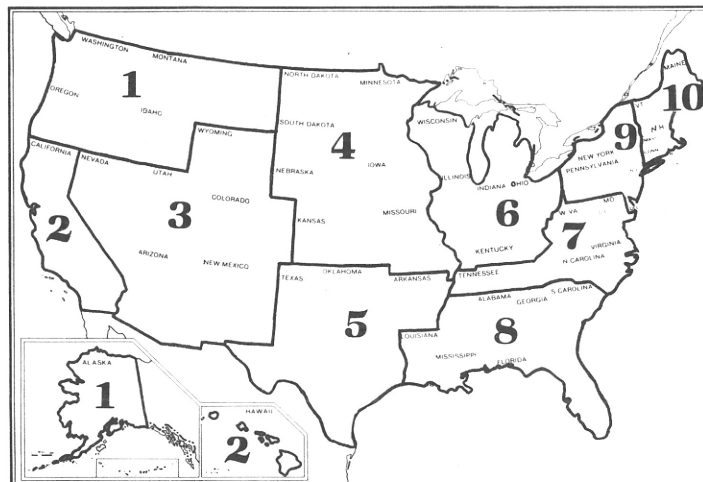 WASHINGTON
MONTANA
1
OREGON
IDAHO
NORTH DAKOTA
MINNESOTA
SOUTH DAKOTA
4
WISCONSIN
MAINE
10
VT
N H
9
NEW YORK
PENNSYLVANIA
CALIFORNIA
NEVADA
UTAH
WYOMING
COLORADO
2
3
ARIZONA
NEW MEXICO
NEBRASKA
IOWA
KANSAS
MISSOURI
ILLINOIS
INDIANA
OHIO
6
KENTUCKY
W VA
MD
7
VIRGINIA
N CAROLINA
TENNESSEE
TEXAS
OKLAHOMA
ARKANSAS
5
LOUISIANA
ALABAMA
GEORGIA
S CAROLINA
8
MISSISSIPPI
FLORIDA
ALASKA
1
HAWAII
2